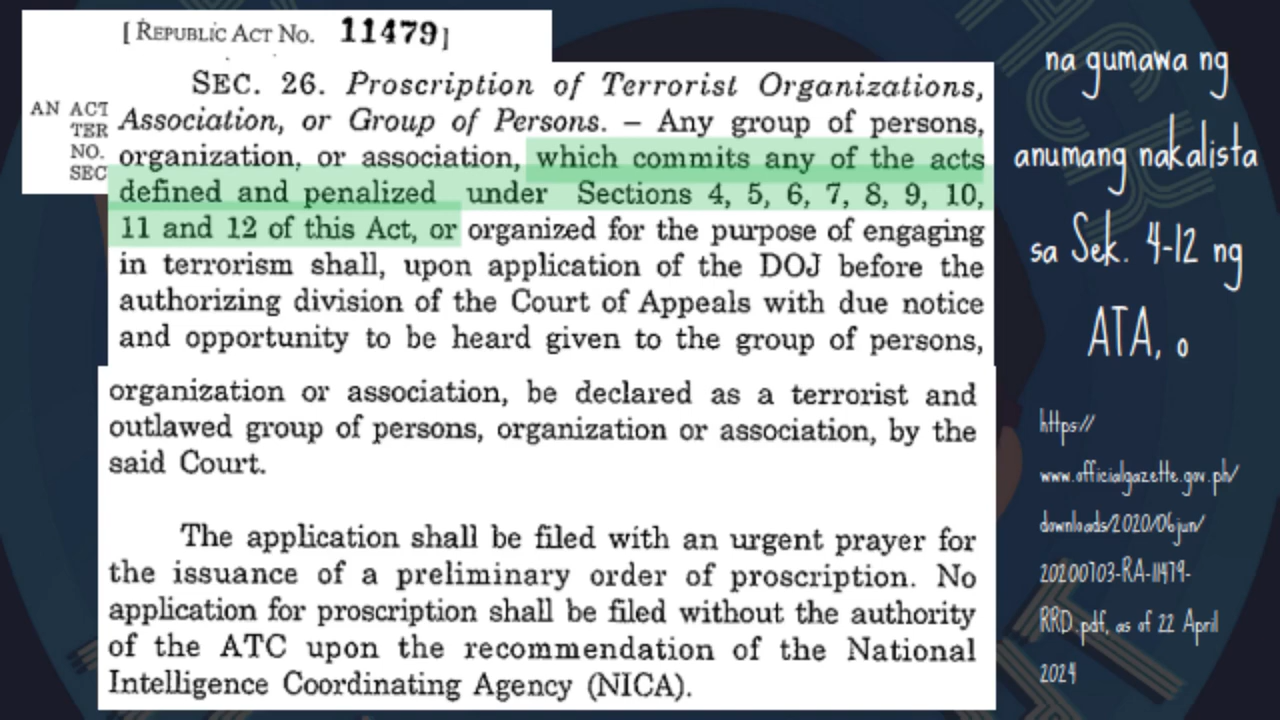 [ REPUBLIC ACT NO. 11479 ]
AN ACT
TER
NO.
SEC
SEC. 26. Proscription of Terrorist Organizations,
Association, or Group of Persons. – Any group of persons,
organization, or association, which commits any of the acts
defined and penalized under Sections 4, 5, 6, 7, 8, 9, 10,
11 and 12 of this Act, or organized for the purpose of engaging
in terrorism shall, upon application of the DOJ before the
authorizing division of the Court of Appeals with due notice
and opportunity to be heard given to the group of persons,
organization or association, be declared as a terrorist and
outlawed group of persons, organization or association, by the
said Court.
The application shall be filed with an urgent prayer for
the issuance of a preliminary order of proscription. No
application for proscription shall be filed without the authority
of the ATC upon the recommendation of the National
Intelligence Coordinating Agency (NICA).
na gumawa ng
anumang nakalista
sa Sek. 4-12 ng
ATA, o
https://
www.officialgazette.gov.ph/
downloads/2020/06jun/
20200703-RA-11479-
RRD.pdf, as of 22 April
2024